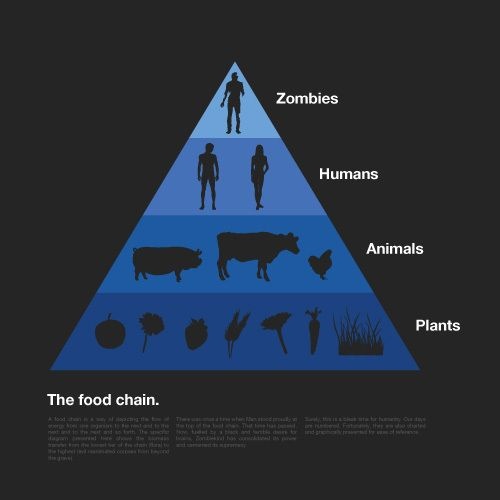 Zombies
Humans
Animals
Plants
The food chain.
A food chain is a way of depicting the flow of
energy from one organism to the next and to the
next and to the next and so forth. The specific
diagram presented here shows the biomass
transfer from the lowest tier of the chain (flora) to
the highest (evil reanimated corpses from beyond
the grave).
There was once a time when Man stood proudly at
the top of the food chain. That time has passed.
Now, fuelled by a black and terrible desire for
brains, Zombiekind has consolidated its power
and cemented its supremacy.
Surely, this is a bleak time for humanity. Our days
are numbered. Fortunately, they are also charted
and graphically presented for ease of reference.